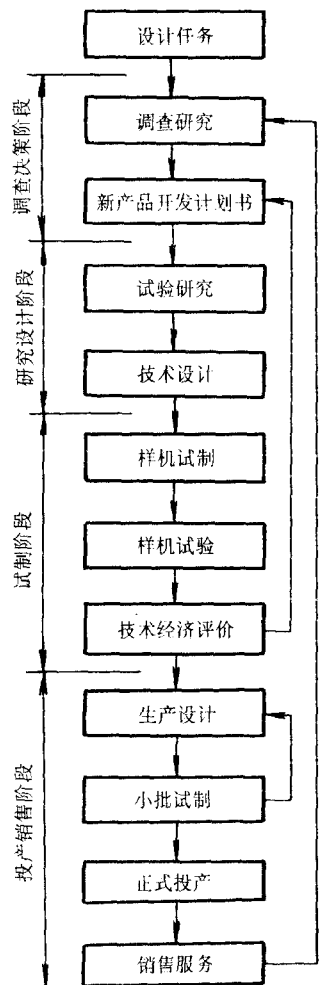 设计任务
调查决策阶段
调查研究
新产品开发计划书
研究设计阶段
试验研究
技术设计
试制阶段
样机试制
样机试验
技术经济评价
投产销售阶段
生产设计
小批试制
正式投产
销售服务